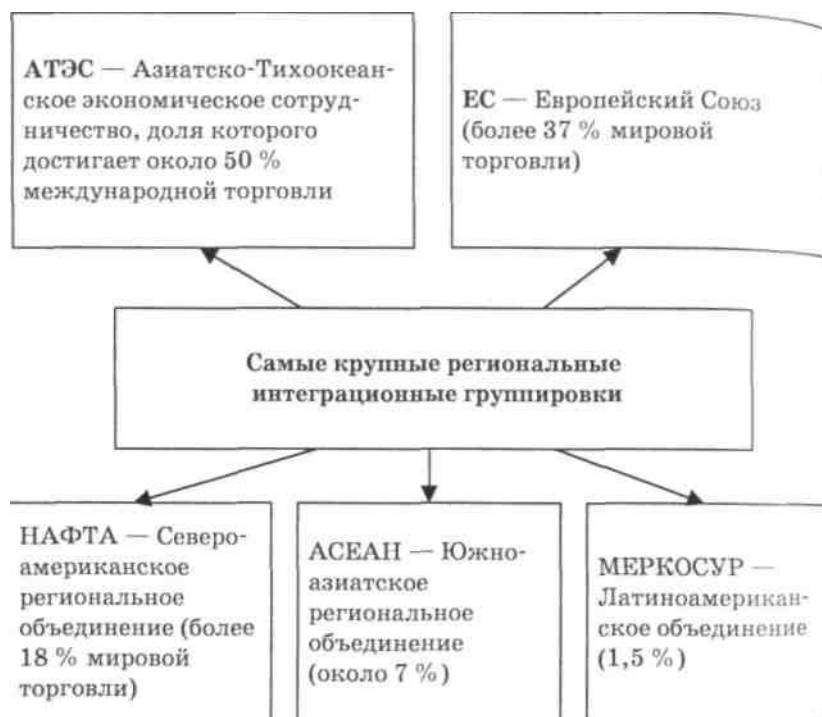 АТЭС — Азиатско-Тихоокеан-
ское экономическое сотруд-
ничество, доля которого
достигает около 50 %
международной торговли
ЕС — Европейский Союз
(более 37 % мировой
торговли)
Самые крупные региональные
интеграционные группировки
НАФТА — Северо-
американское
региональное
объединение (более
18 % мировой
торговли)
АСЕАН — Южно-
азиатское
региональное
объединение
(около 7 %)
МЕРКОСУР —
Латиноамерикан-
ское объединение
(1,5 %)